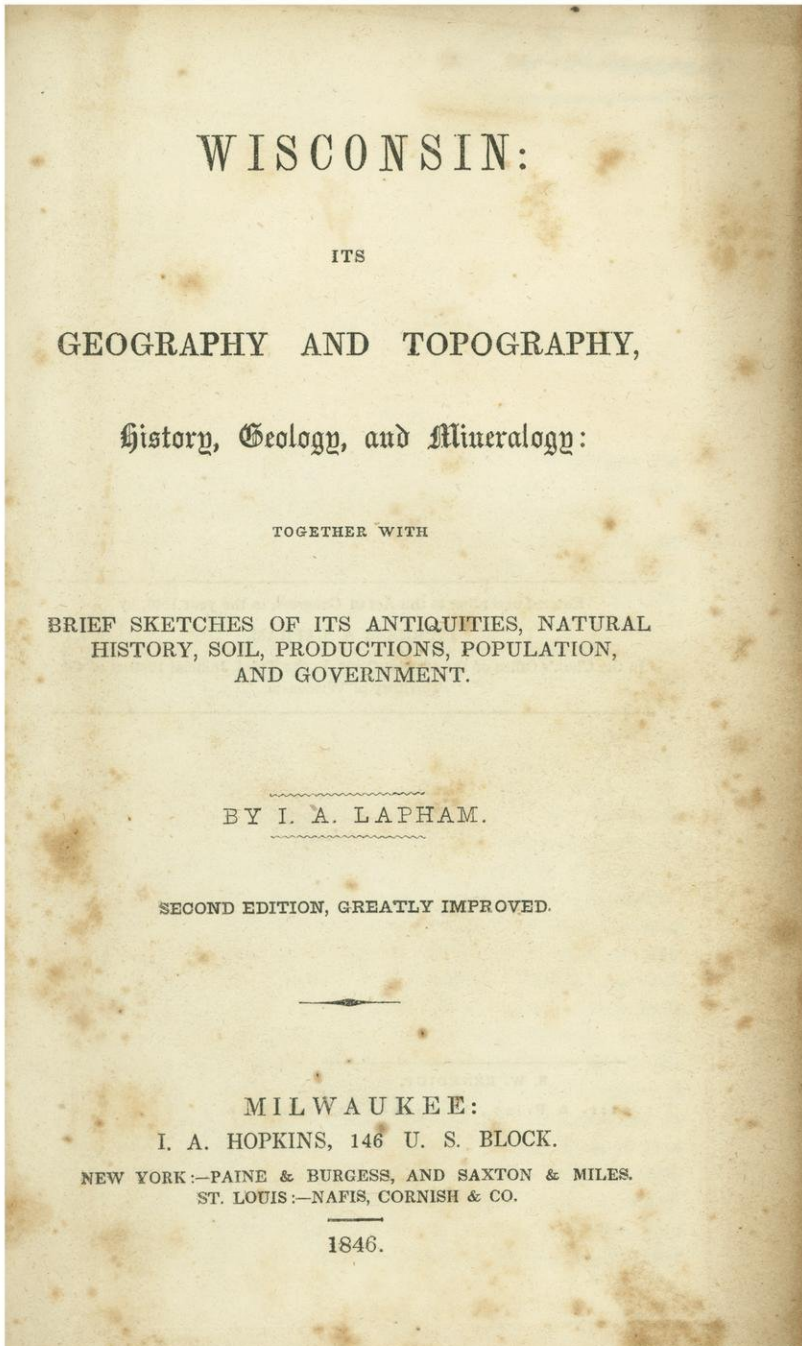 WISCONSIN:
ITS
GEOGRAPHY AND TOPOGRAPHY,
History, Geology, and Mineralogy:
TOGETHER WITH
BRIEF SKETCHES OF ITS ANTIQUITIES, NATURAL
HISTORY, SOIL, PRODUCTIONS, POPULATION,
AND GOVERNMENT.
BY I. A. LAPHAM.
SECOND EDITION, GREATLY IMPROVED.
MILWAUKEE:
I. A. HOPKINS, 146 U. S. BLOCK.
NEW YORK:—PAINE & BURGESS, AND SAXTON & MILES.
ST. LOUIS:—NAFIS, CORNISH & CO.
1846.